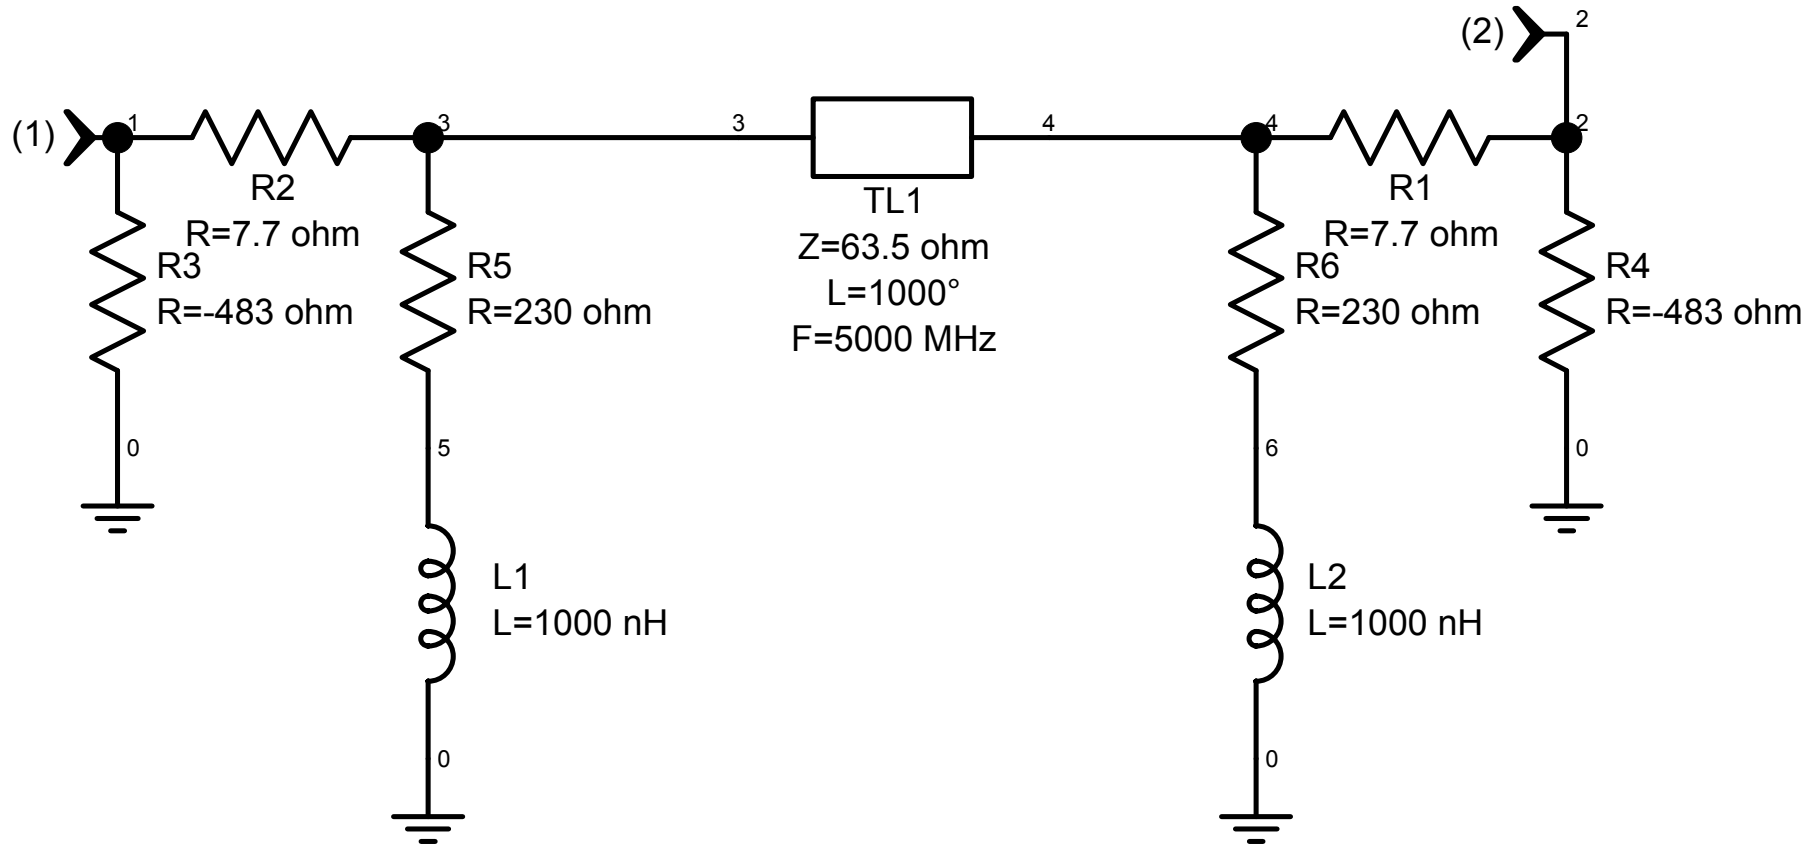 (2)
2
(1)
1
3
3
4
4
2
R2
R=7.7 ohm
TL1
Z=63.5 ohm
L=1000°
F=5000 MHz
R1
R=7.7 ohm
R3
R=-483 ohm
R5
R=230 ohm
R6
R=230 ohm
R4
R=-483 ohm
0
5
6
0
L1
L=1000 nH
L2
L=1000 nH
0
0